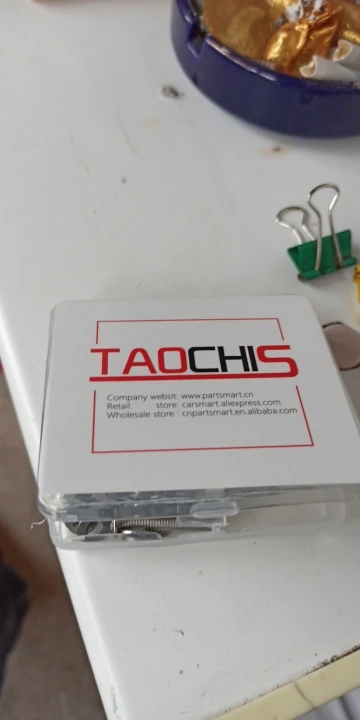 TAOCHIS
Company websit: www.partsmart.cn
Retail store: carsmart.aliexpress.com
Wholesale store : cnpartsmart.en.alibaba.com